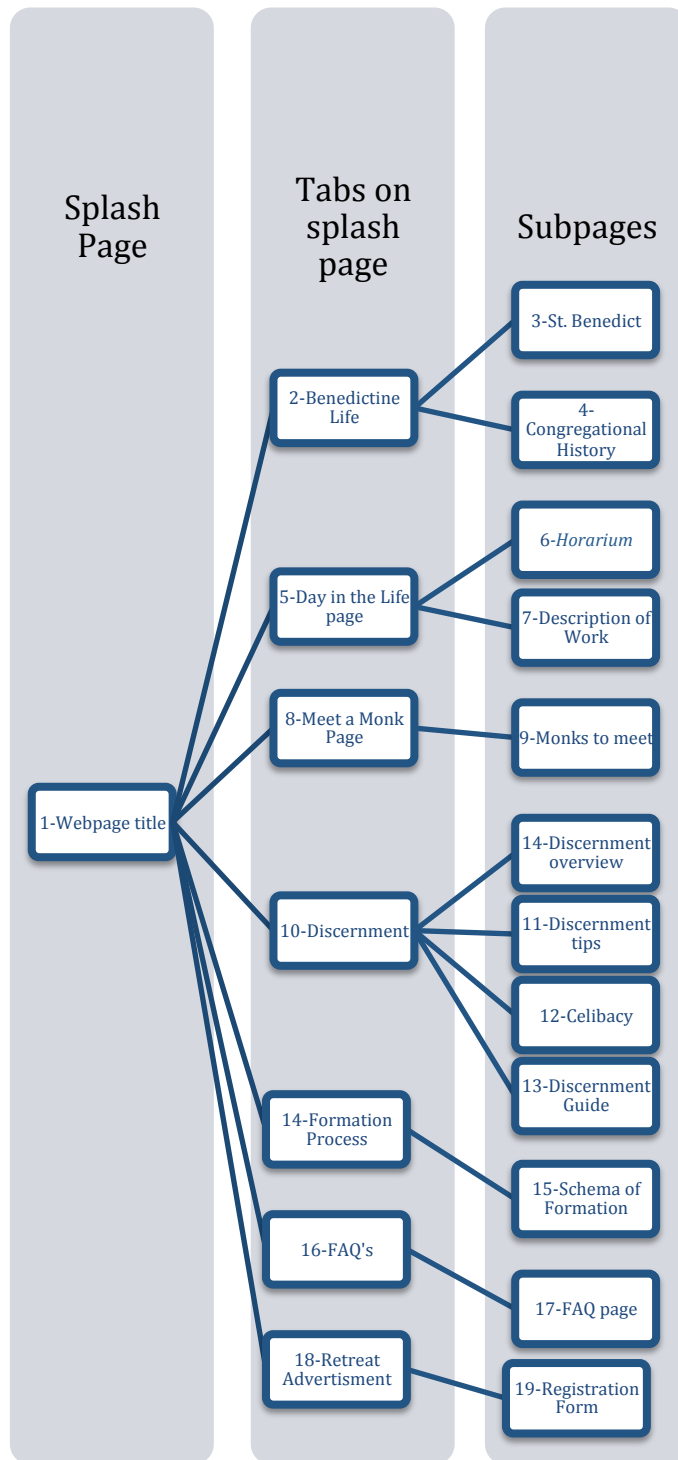 Splash
Page
Tabs on
splash
page
Subpages
1-Webpage title
2-Benedictine
Life
3-St. Benedict
4-
Congregational
History
5-Day in the Life
page
6-Horarium
7-Description of
Work
8-Meet a Monk
Page
9-Monks to meet
10-Discernment
14-Discernment
overview
11-Discernment
tips
12-Celibacy
13-Discernment
Guide
14-Formation
Process
15-Schema of
Formation
16-FAQ's
17-FAQ page
18-Retreat
Advertisment
19-Registration
Form